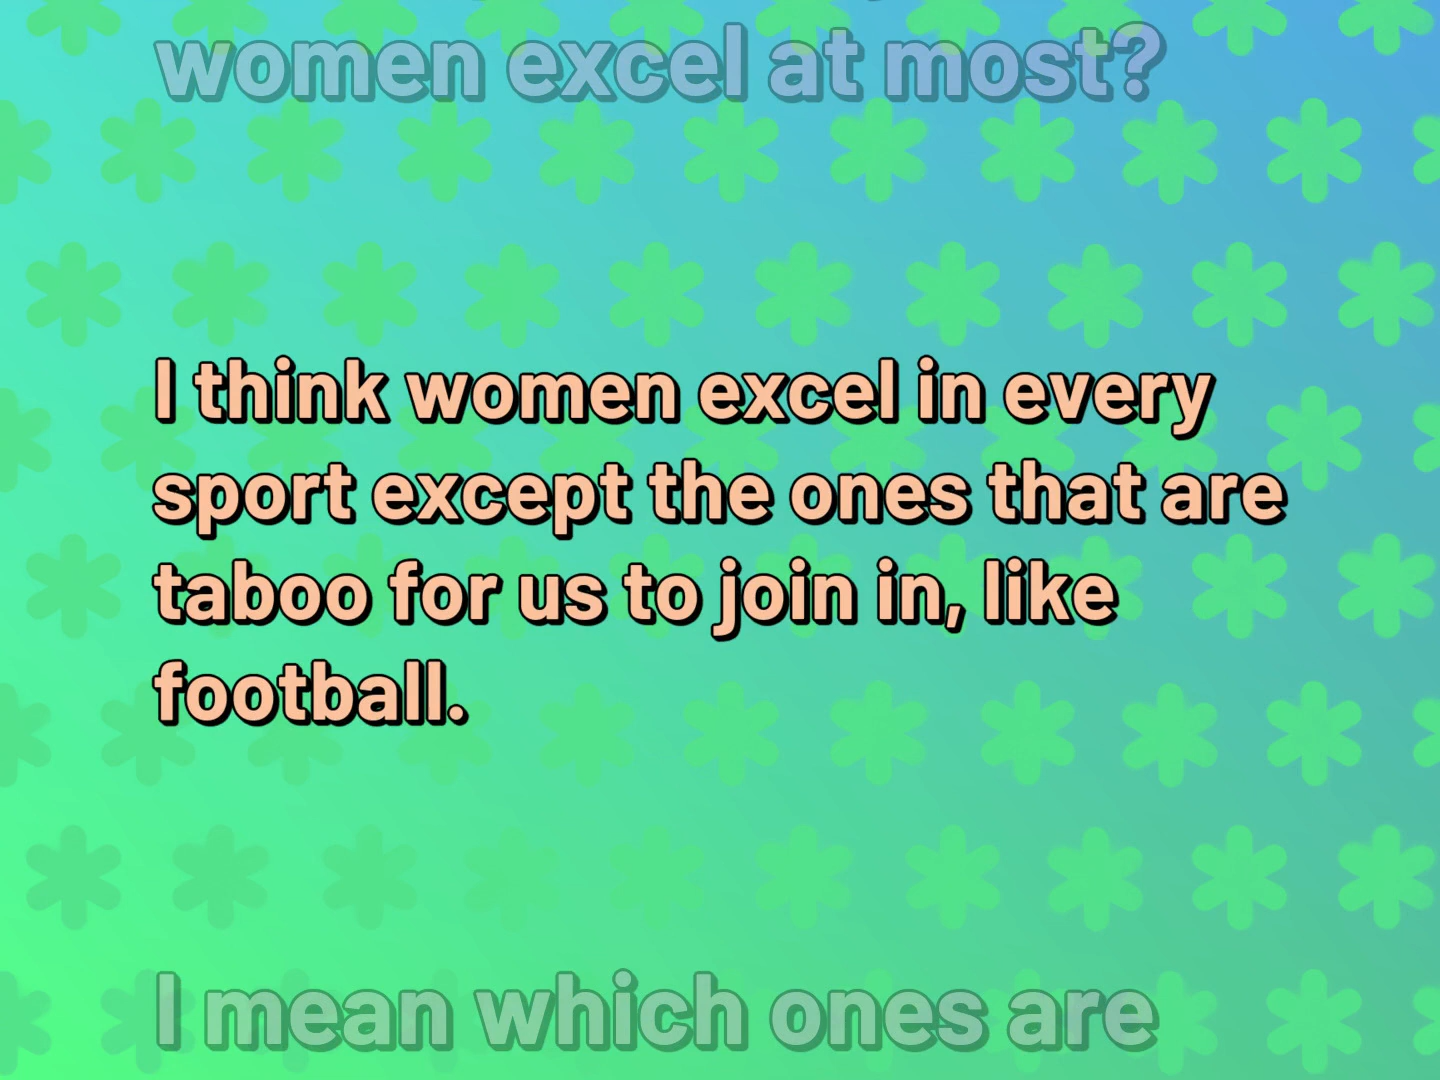 women excel at most?
I think women excel in every
sport except the ones that are
taboo for us to join in, like
football.
I mean which ones are